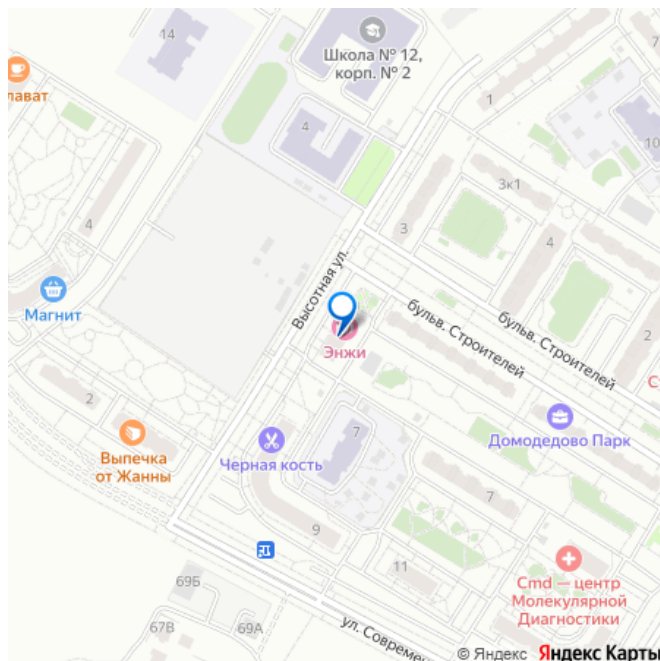 14
Школа № 12,
корп. № 2
лават
4
1
7
10
3к1
3
4
4
Высотная ул.
Магнит
бульв. Строителей
бульв. Строителей
Энжи
2
С
2
Выпечка
от Жанны
Черная кость
7
Домодедово Парк
7
9
11
69Б
Cmd — центр
Молекулярной
Диагностики
67В
69А
ул. Современ
© Яндекс Яндекс Карты